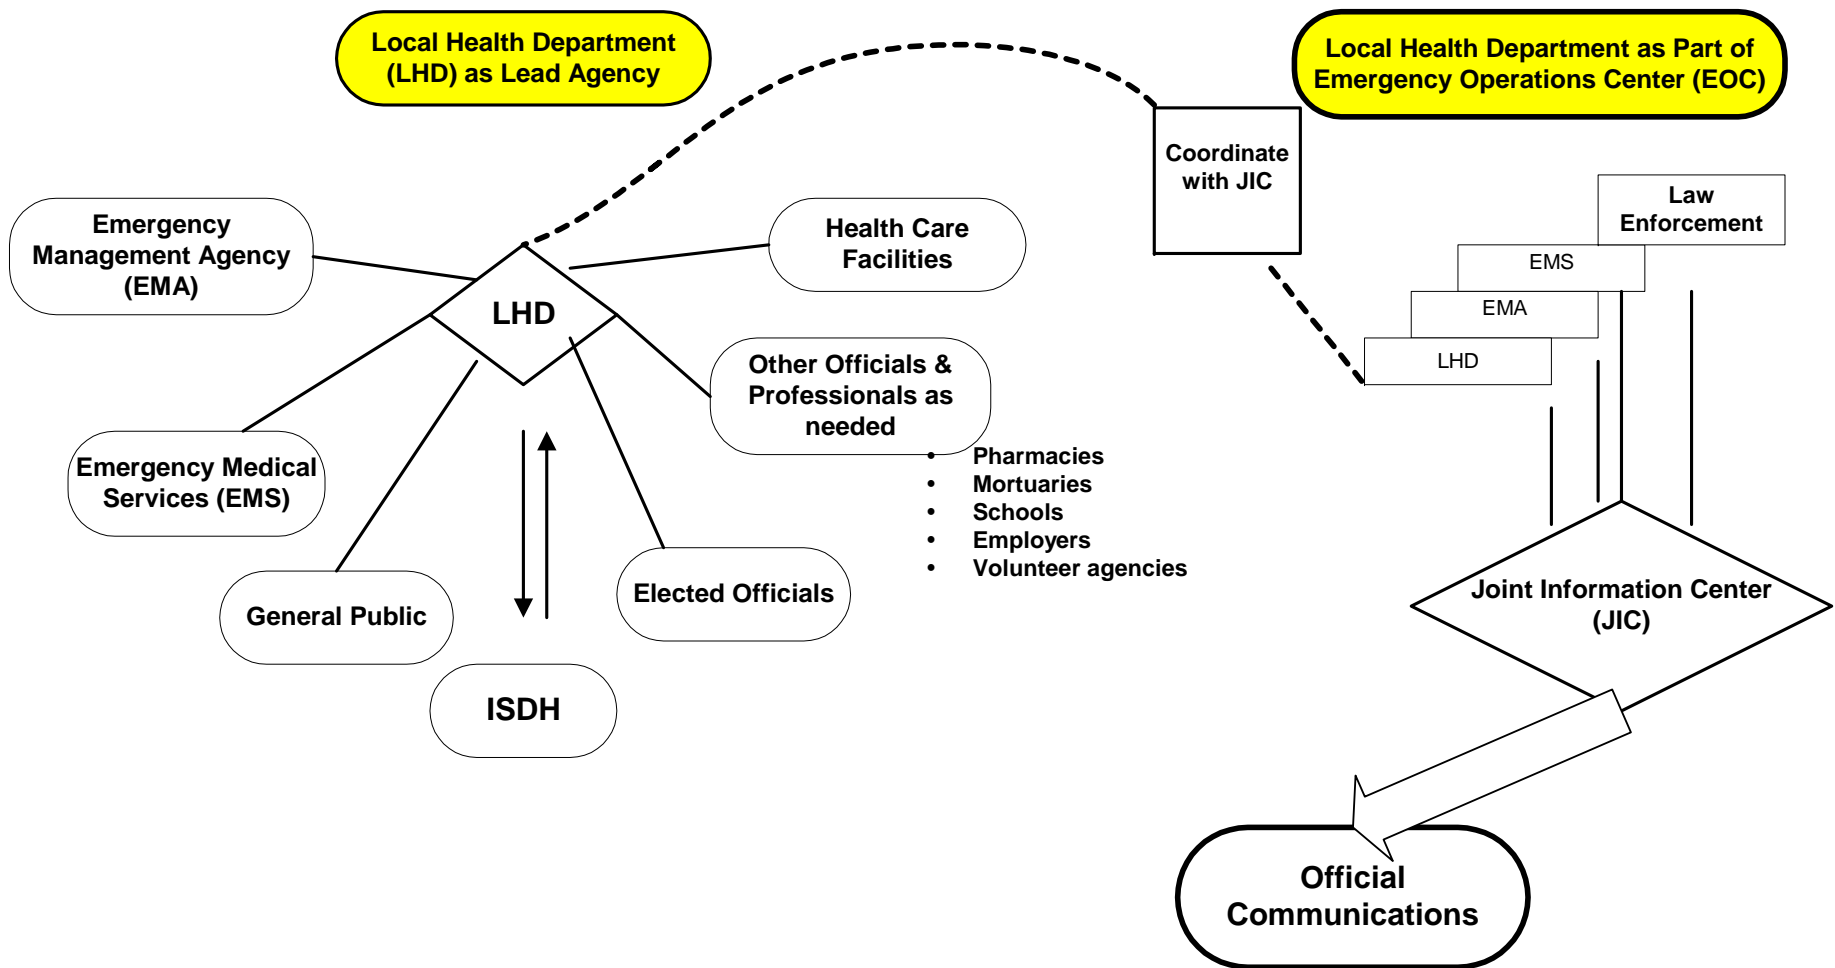 Local Health Department
(LHD) as Lead Agency
Local Health Department as Part of
Emergency Operations Center (EOC)
Coordinate
with JIC
Law
Enforcement
EMS
EMA
LHD
Emergency
Management Agency
(EMA)
Health Care
Facilities
LHD
Other Officials &
Professionals as
needed
• Pharmacies
• Mortuaries
• Schools
• Employers
• Volunteer agencies
Emergency Medical
Services (EMS)
General Public
Elected Officials
ISDH
Joint Information Center
(JIC)
Official
Communications